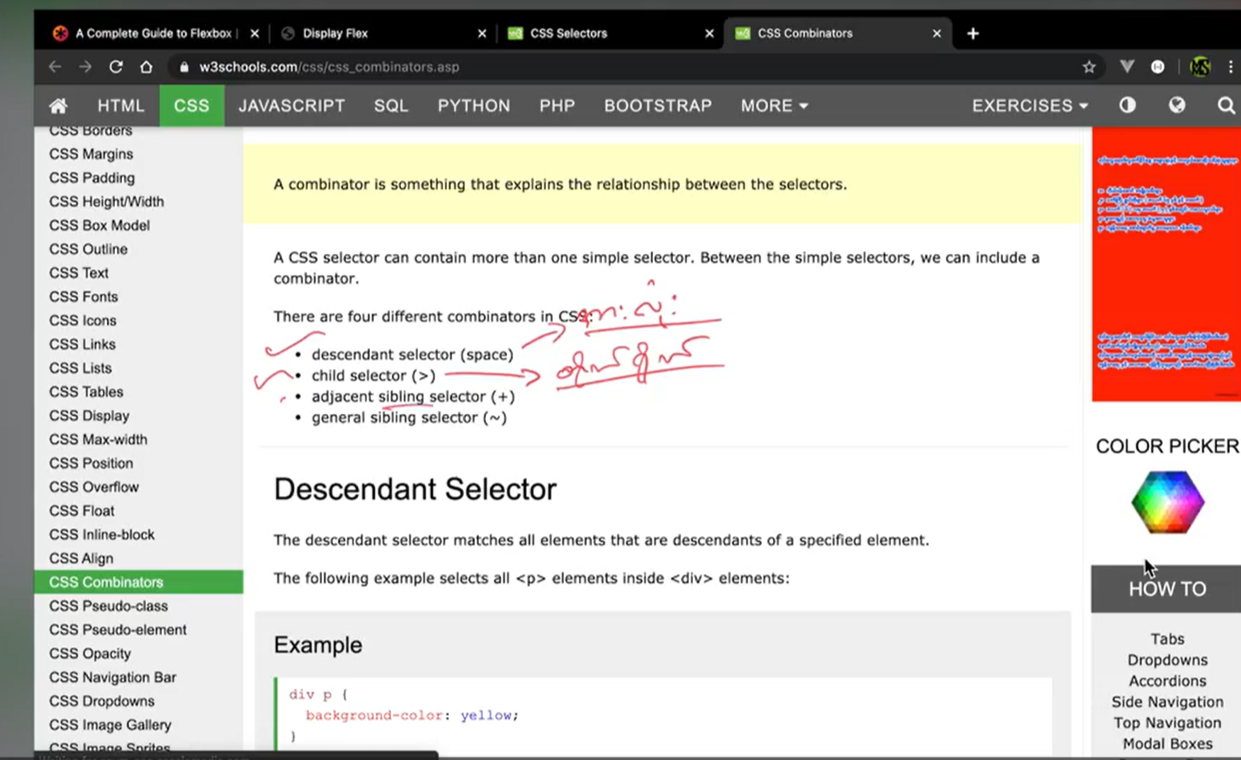 A Complete Guide to Flexbox
Display Flex
CSS Selectors
CSS Combinators
w3schools.com/css/css_combinators.asp
HTML CSS JAVASCRIPT SQL PYTHON PHP BOOTSTRAP MORE EXERCISES
CSS Borders
CSS Margins
CSS Padding
CSS Height/Width
CSS Box Model
CSS Outline
CSS Text
CSS Fonts
CSS Icons
CSS Links
CSS Lists
CSS Tables
CSS Display
CSS Max-width
CSS Position
CSS Overflow
CSS Float
CSS Inline-block
CSS Align
CSS Combinators
CSS Pseudo-class
CSS Pseudo-element
CSS Opacity
CSS Navigation Bar
CSS Dropdowns
CSS Image Gallery
CSS Image Sprites
A combinator is something that explains the relationship between the selectors.
A CSS selector can contain more than one simple selector. Between the simple selectors, we can include a
combinator.
There are four different combinators in CSS:
• descendant selector (space)
• child selector (>)
• adjacent sibling selector (+)
• general sibling selector (~)
Descendant Selector
The descendant selector matches all elements that are descendants of a specified element.
The following example selects all <p> elements inside <div> elements:
Example
div p {
background-color: yellow;
}
COLOR PICKER
HOW TO
Tabs
Dropdowns
Accordions
Side Navigation
Top Navigation
Modal Boxes